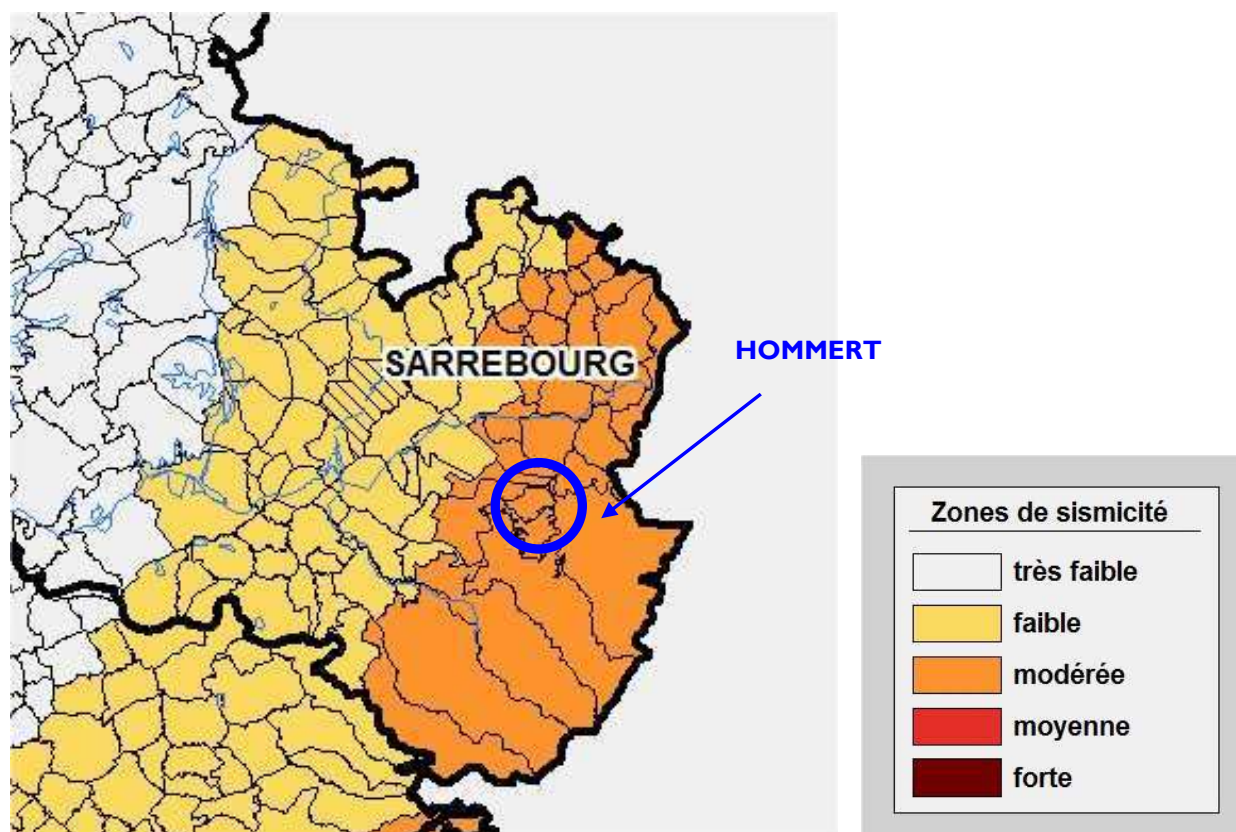 HOMMERT
SARREBOURG
Zones de sismicité
très faible
faible
modérée
moyenne
forte